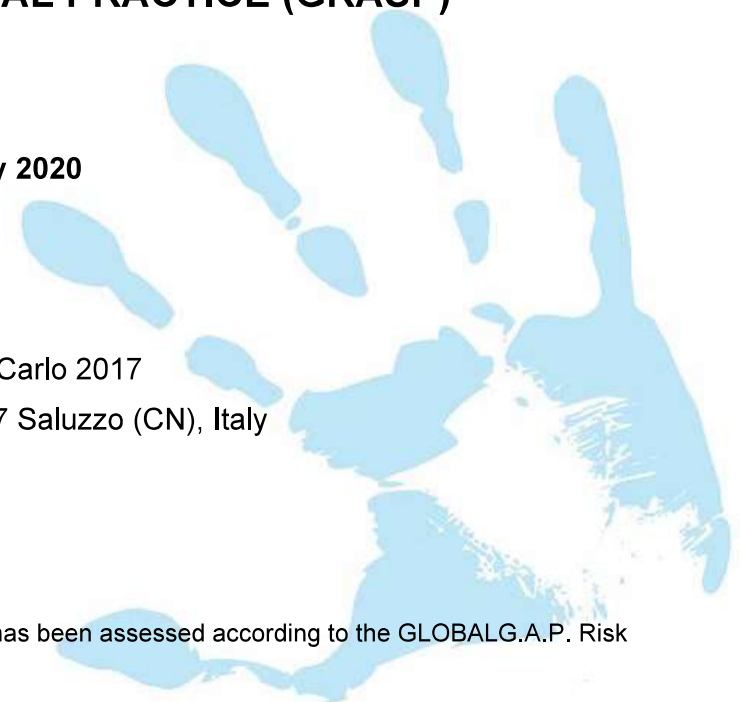 AL PRACTICE (GRASP)
y 2020
Carlo 2017
7 Saluzzo (CN), Italy
has been assessed according to the GLOBALG.A.P. Risk